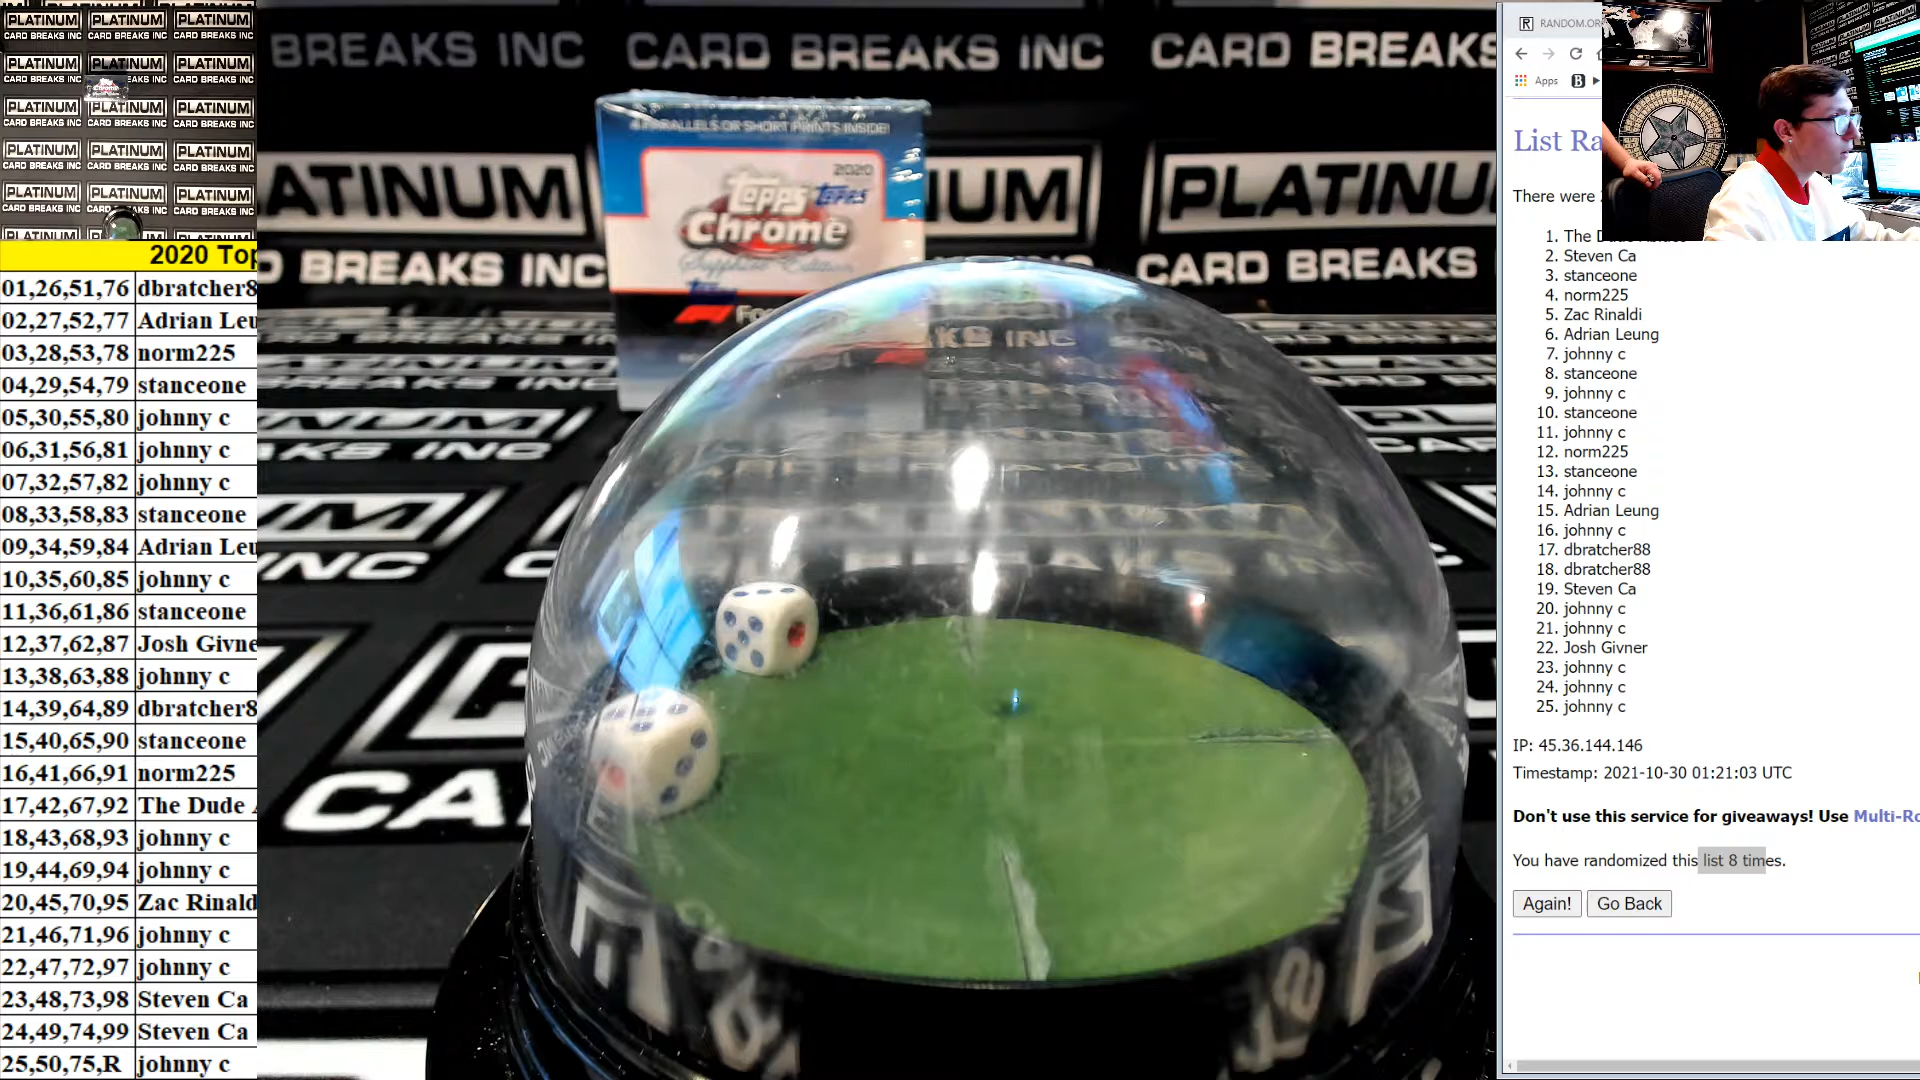 PLATINUM PLATINUM PLATINUM
CARD BREAKS INC CARD BREAKS INC CARD BREAKS INC
BREAKS INC CARD BREAKS INC CARD BREAKS
PLATINUM
CARD BREAKS INC
4 PARALLELS OR SHORT PRINTS INSIDE!
2020
Topps
Chrome
Topps
Sapphire Edition
F1
2020 Top
01,26,51,76 dbratcher8
02,27,52,77 Adrian Leu
03,28,53,78 norm225
04,29,54,79 stanceone
05,30,55,80 johnny c
06,31,56,81 johnny c
07,32,57,82 johnny c
08,33,58,83 stanceone
09,34,59,84 Adrian Leu
10,35,60,85 johnny c
11,36,61,86 stanceone
12,37,62,87 Josh Givne
13,38,63,88 johnny c
14,39,64,89 dbratcher8
15,40,65,90 stanceone
16,41,66,91 norm225
17,42,67,92 The Dude
18,43,68,93 johnny c
19,44,69,94 johnny c
20,45,70,95 Zac Rinald
21,46,71,96 johnny c
22,47,72,97 johnny c
23,48,73,98 Steven Ca
24,49,74,99 Steven Ca
25,50,75,R johnny c
RANDOM.OR
Apps
List Ra
There were
1. The
2. Steven Ca
3. stanceone
4. norm225
5. Zac Rinaldi
6. Adrian Leung
7. johnny c
8. stanceone
9. johnny c
10. stanceone
11. johnny c
12. norm225
13. stanceone
14. johnny c
15. Adrian Leung
16. johnny c
17. dbratcher88
18. dbratcher88
19. Steven Ca
20. johnny c
21. johnny c
22. Josh Givner
23. johnny c
24. johnny c
25. johnny c
IP: 45.36.144.146
Timestamp: 2021-10-30 01:21:03 UTC
Don't use this service for giveaways! Use Multi-Ro
You have randomized this list 8 times.
Again! Go Back